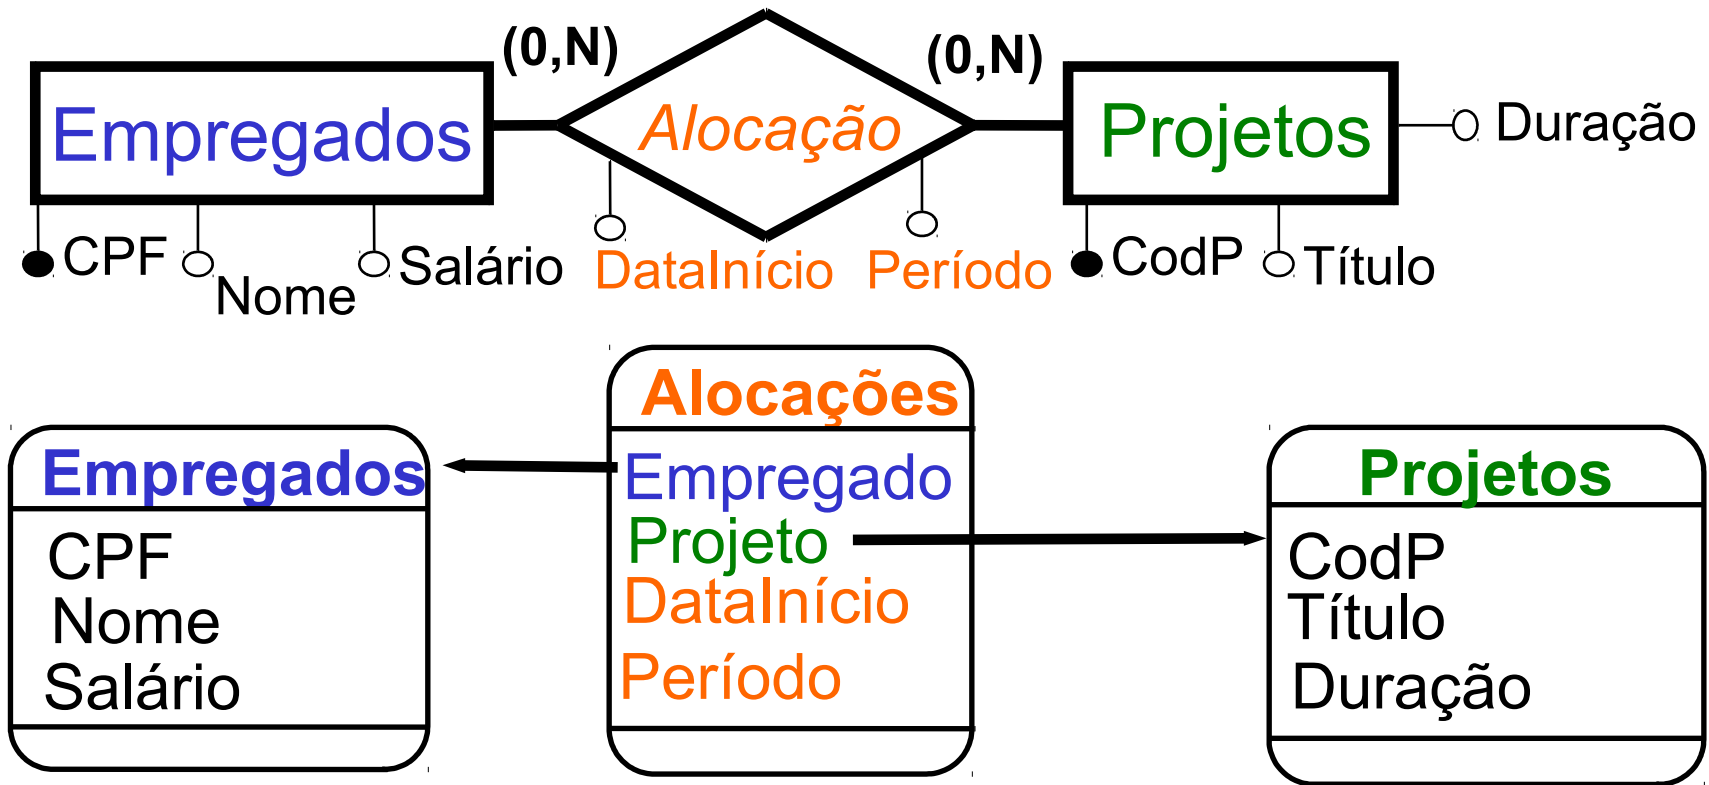 (0,N)
(0,N)
Empregados
Alocação
Projetos
Duração
CPF
Nome
Salário
DataInício
Período
CodP
Título
Alocações
Empregado
Projeto
DataInício
Período
Empregados
CPF
Nome
Salário
Projetos
CodP
Título
Duração